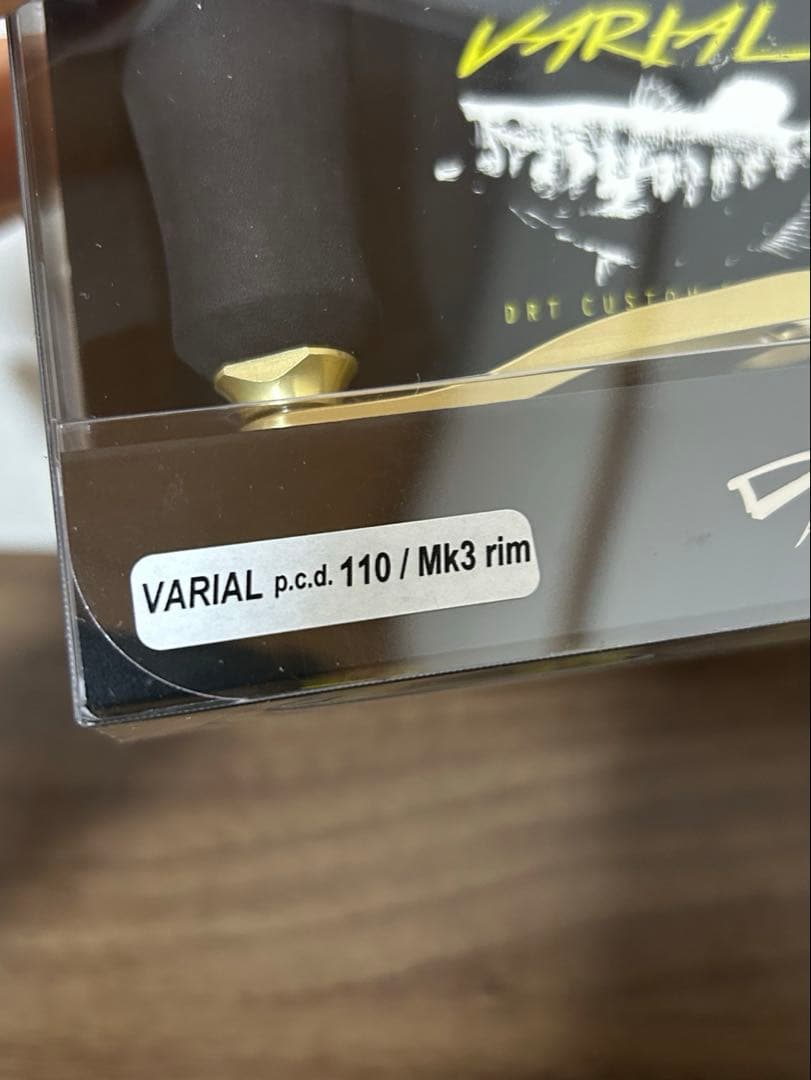 VARIAL
DRT CUSTOM
VARIAL p.c.d. 110 / Mk3 rim